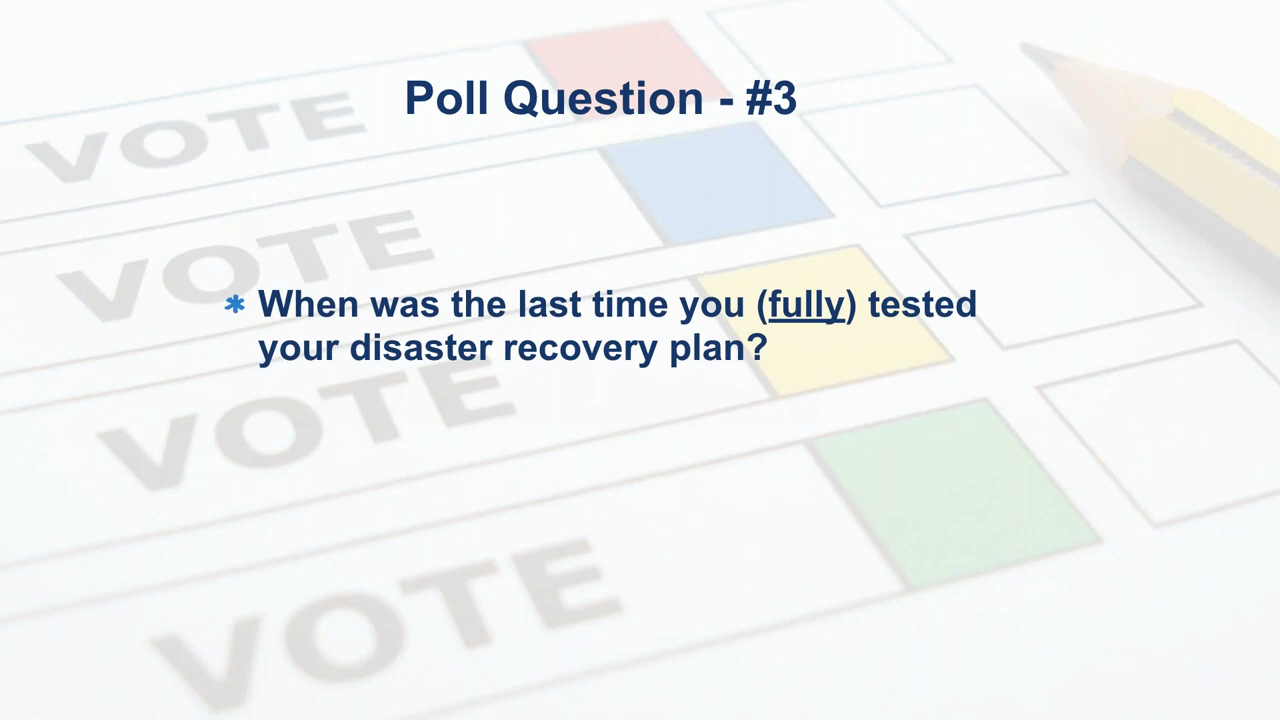 Poll Question - #3
VOTE
VOTE
* When was the last time you (fully) tested
your disaster recovery plan?
VOTE
VOTE